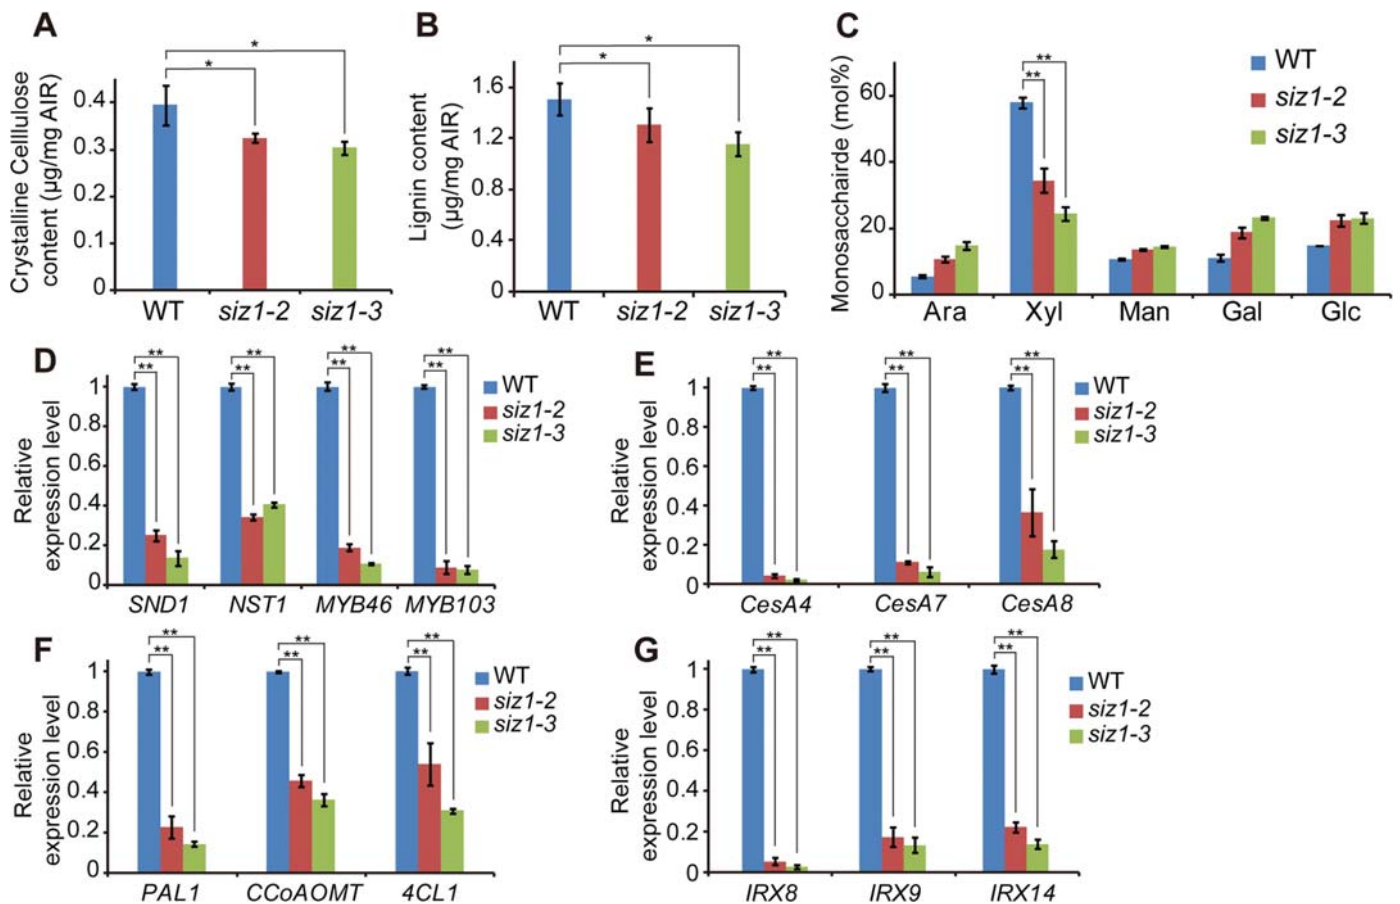 A
Crystalline Celllulose
content (µg/mg AIR)
0.4
0.3
0.2
0.1
0
*
*
WT
siz1-2
siz1-3
B
Lignin content
(µg/mg AIR)
1.6
1.2
0.8
0.4
0
*
*
WT
siz1-2
siz1-3
C
Monosacchairde (mol%)
60
40
20
0
**
**
WT
siz1-2
siz1-3
Ara
Xyl
Man
Gal
Glc
D
Relative
expression level
1
0.8
0.6
0.4
0.2
0
**
**
**
**
**
**
**
**
WT
siz1-2
siz1-3
SND1
NST1
MYB46
MYB103
E
Relative
expression level
1
0.8
0.6
0.4
0.2
0
**
**
**
**
**
**
WT
siz1-2
siz1-3
CesA4
CesA7
CesA8
F
Relative
expression level
1
0.8
0.6
0.4
0.2
0
**
**
**
**
**
**
WT
siz1-2
siz1-3
PAL1
CCoAOMT
4CL1
G
Relative
expression level
1
0.8
0.6
0.4
0.2
0
**
**
**
**
**
**
WT
siz1-2
siz1-3
IRX8
IRX9
IRX14